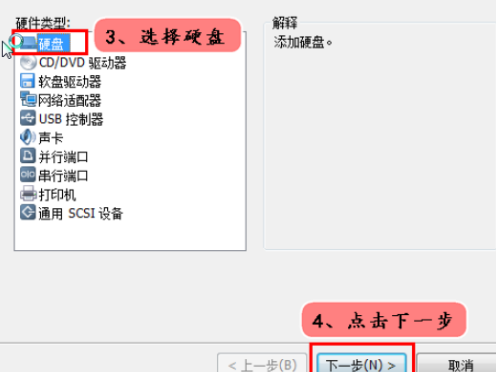 硬件类型:
硬盘
CD/DVD 驱动器
软盘驱动器
网络适配器
USB 控制器
声卡
并行端口
串行端口
打印机
通用 SCSI 设备
3、选择硬盘
解释
添加硬盘。
4、点击下一步
< 上一步(B)
下一步(N) >
取消